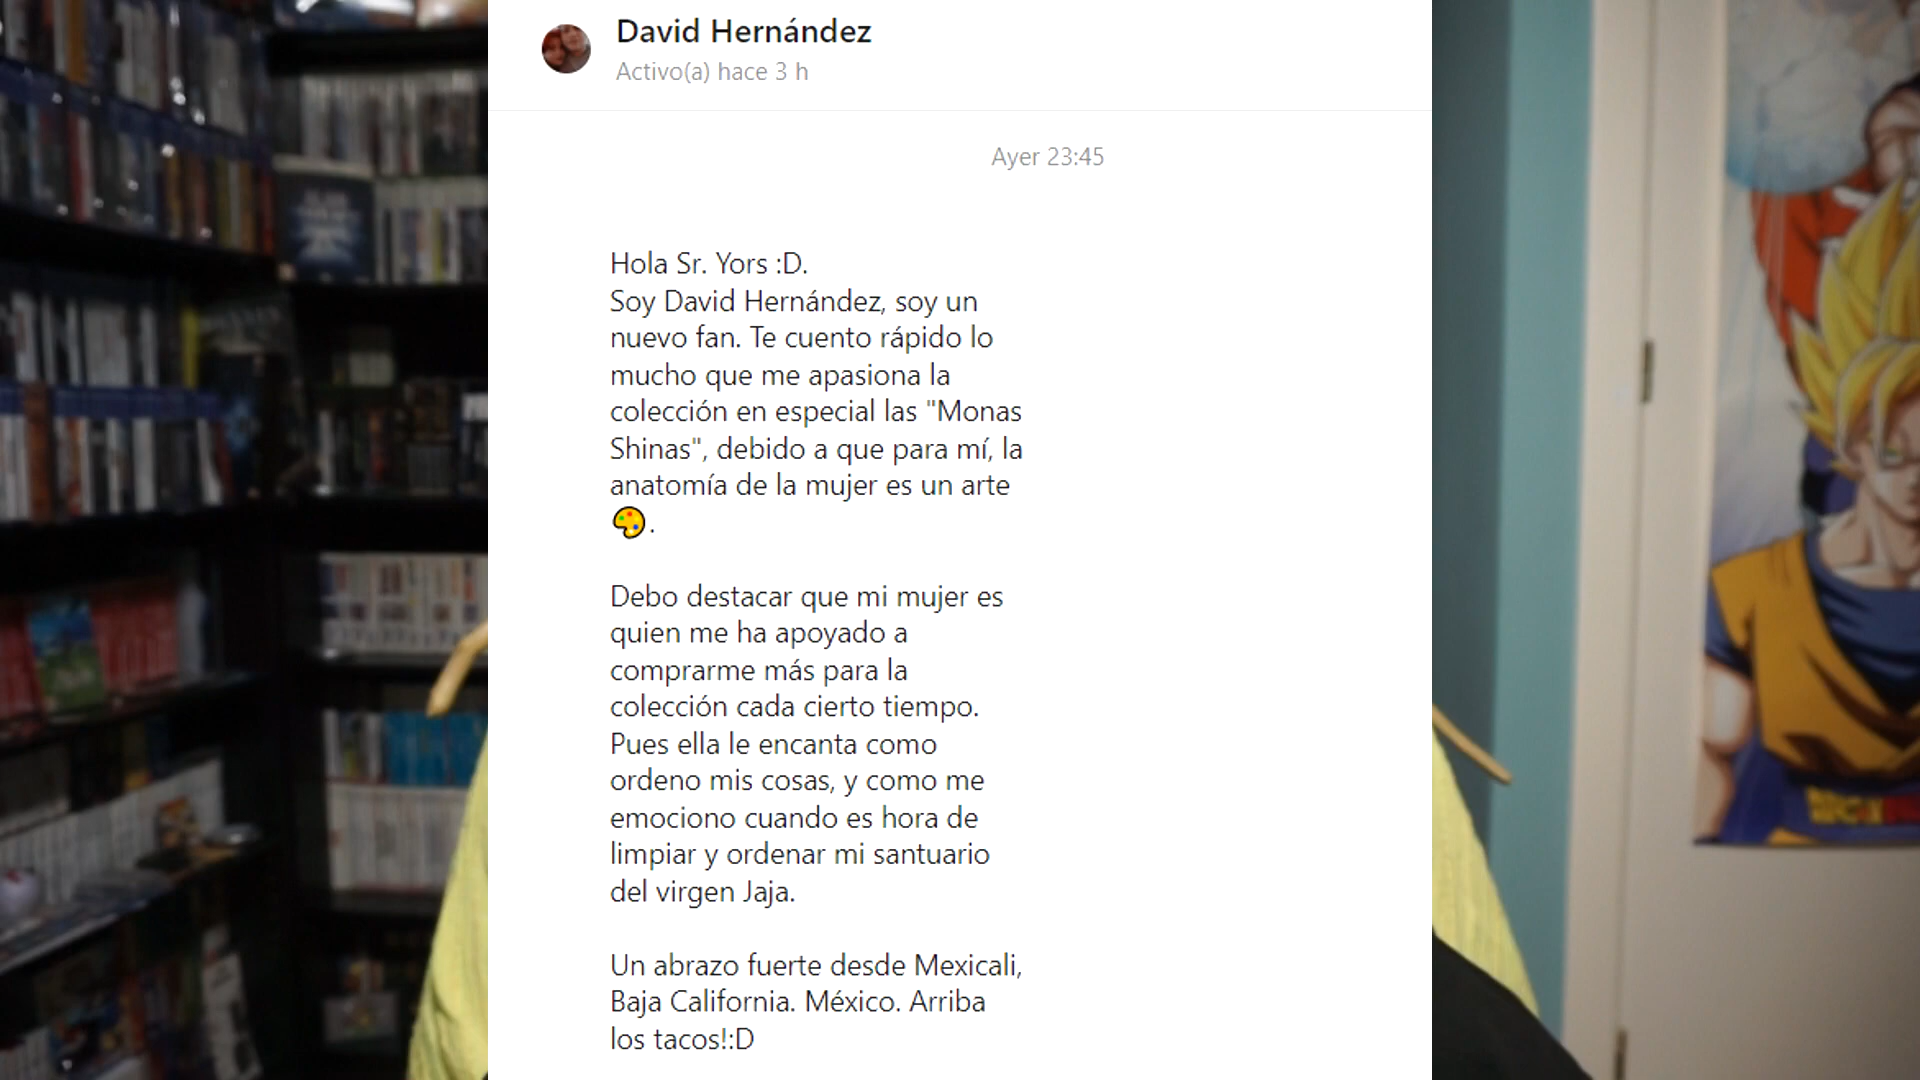 David Hernández
Activo(a) hace 3 h
Ayer 23:45
Hola Sr. Yors :D.
Soy David Hernández, soy un
nuevo fan. Te cuento rápido lo
mucho que me apasiona la
colección en especial las "Monas
Shinas", debido a que para mí, la
anatomía de la mujer es un arte
🎨.
Debo destacar que mi mujer es
quien me ha apoyado a
comprarme más para la
colección cada cierto tiempo.
Pues ella le encanta como
ordeno mis cosas, y como me
emociono cuando es hora de
limpiar y ordenar mi santuario
del virgen Jaja.
Un abrazo fuerte desde Mexicali,
Baja California. México. Arriba
los tacos!:D